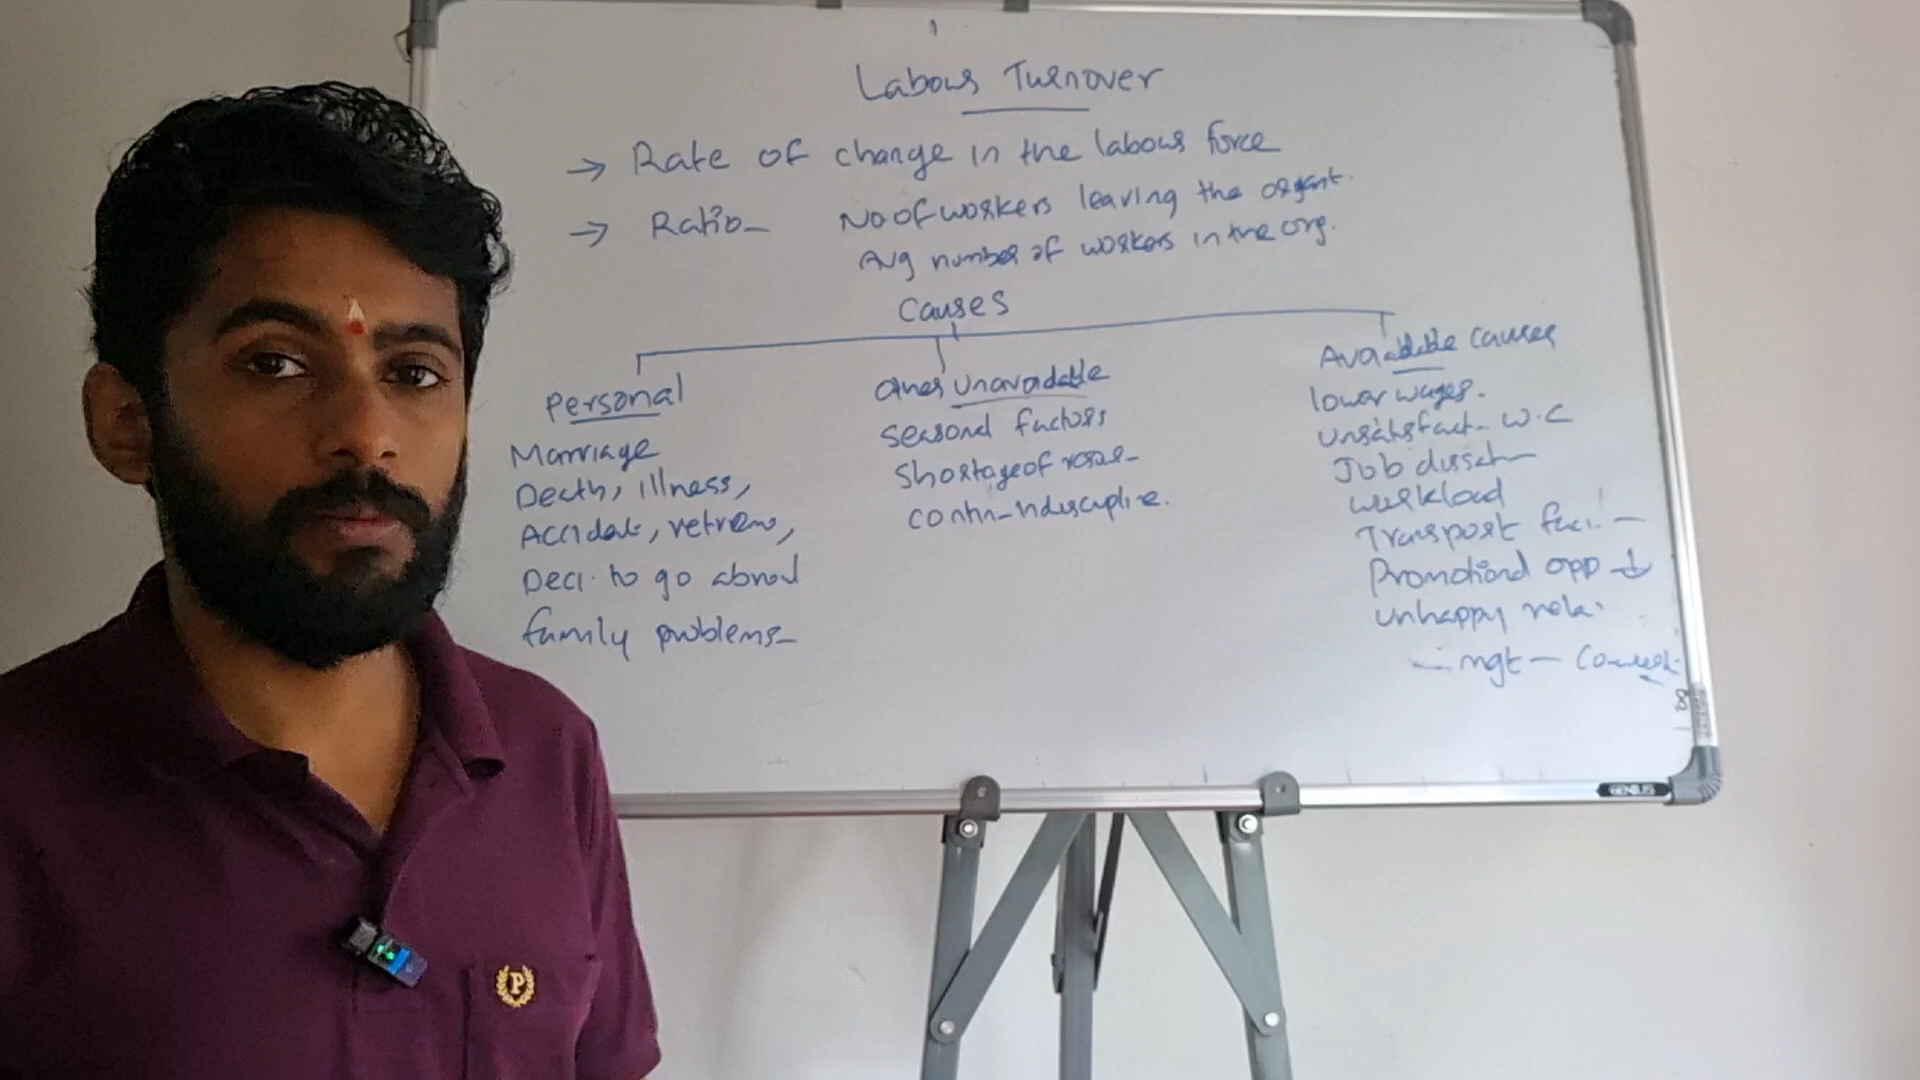 Labour Turnover
→ Rate of change in the labour force
→ Ratio - No of workers leaving the organt.
Avg number of workers in the org.
Causes
Personal
Marriage
Death, illness,
Accident, retirem,
Deci. to go abroad
family problems -
Other Unavoidable
Seasonal factors
Shortage of
contin - indiscipline.
Avoidable causes
lower wages.
Unsatisfact - W.C
Job dissat -
workload
Transport faci. -
Promotional opp ↓
unhappy rela.
- mgt - Co-work.
GENIUS
P